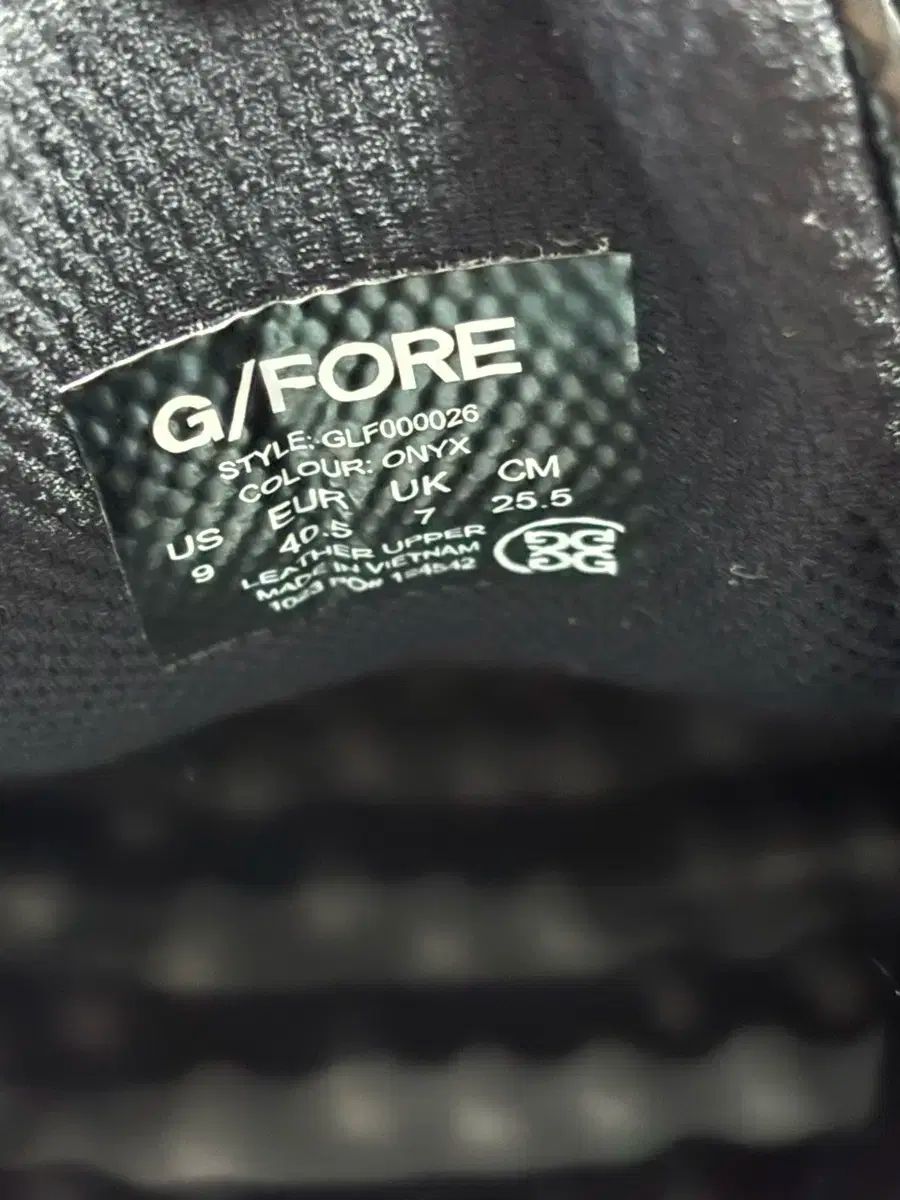 G/FORE
STYLE: GLF000026
COLOUR: ONYX
US EUR UK CM
9 40.5 7 25.5
LEATHER UPPER
MADE IN VIETNAM